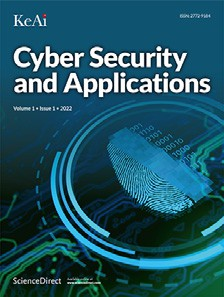 KeAi
ISSN: 2772-9184
Cyber Security
and Applications
Volume 1 • Issue 1 • 2022
ScienceDirect